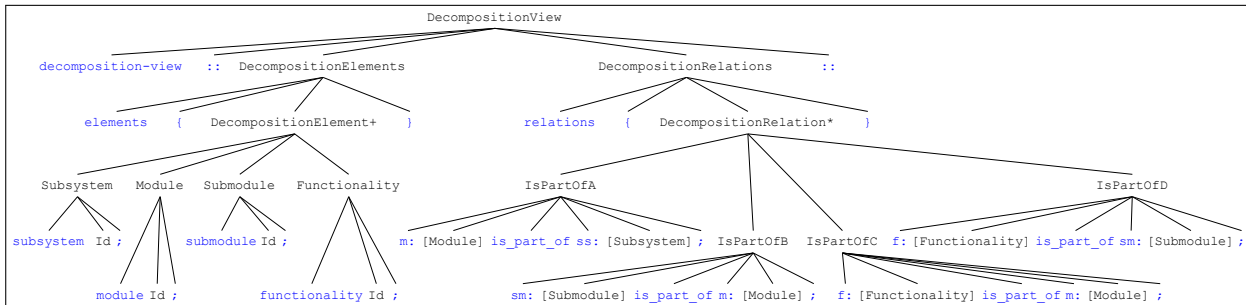 DecompositionView
decomposition-view :: DecompositionElements DecompositionRelations ::
elements { DecompositionElement+ } relations { DecompositionRelation* }
Subsystem Module Submodule Functionality IsPartOfA IsPartOfD
subsystem Id ; submodule Id ; m: [Module] is_part_of ss: [Subsystem] ; IsPartOfB IsPartOfC f: [Functionality] is_part_of sm: [Submodule] ;
module Id ; functionality Id ; sm: [Submodule] is_part_of m: [Module] ; f: [Functionality] is_part_of m: [Module] ;